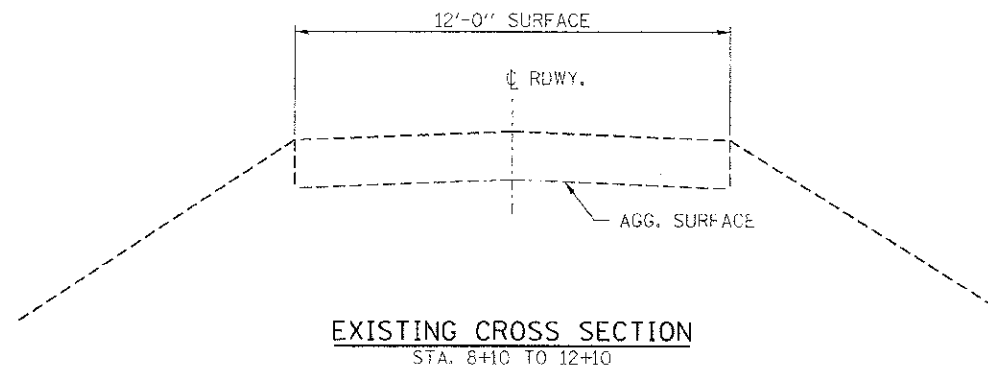 12'-0" SURFACE
℄ RDWY.
AGG. SURFACE
EXISTING CROSS SECTION
STA. 8+10 TO 12+10